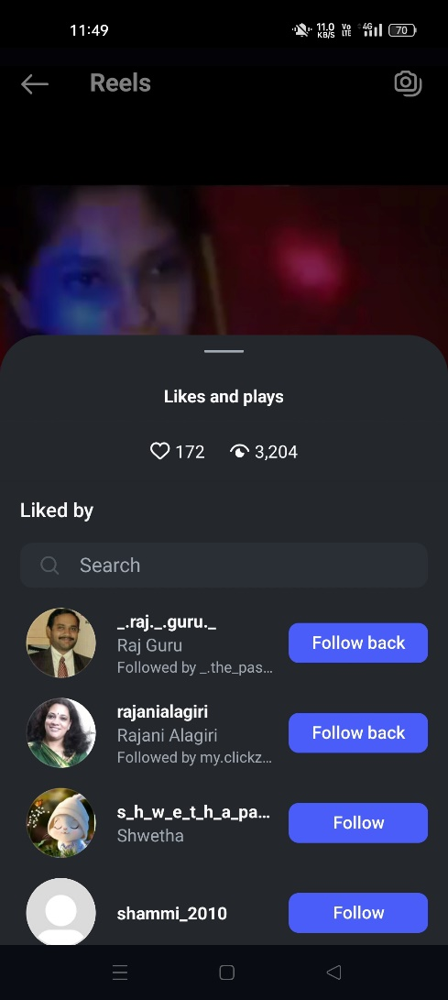 11:49
11.0 KB/S Vo LTE 4G 70
Reels
Likes and plays
172 3,204
Liked by
Search
_.raj._.guru._
Raj Guru
Followed by _.the_pas...
Follow back
rajanialagiri
Rajani Alagiri
Followed by my.clickz...
Follow back
s_h_w_e_t_h_a_pa...
Shwetha
Follow
shammi_2010
Follow